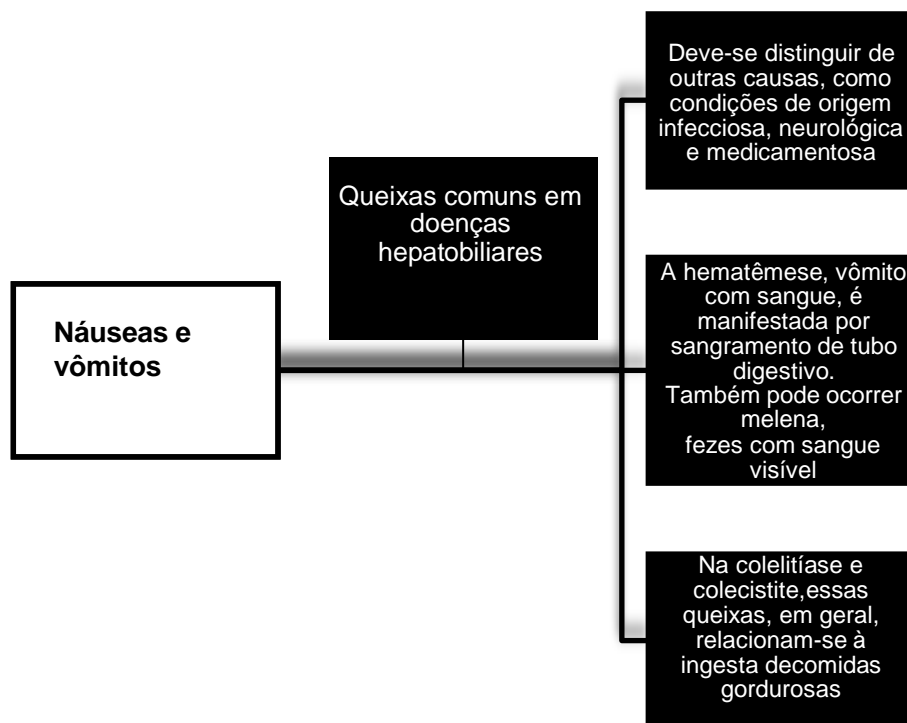 Náuseas e
vômitos
Queixas comuns em
doenças
hepatobiliares
Deve-se distinguir de
outras causas, como
condições de origem
infecciosa, neurológica
e medicamentosa
A hematêmese, vômito
com sangue, é
manifestada por
sangramento de tubo
digestivo.
Também pode ocorrer
melena,
fezes com sangue
visível
Na colelitíase e
colecistite,essas
queixas, em geral,
relacionam-se à
ingesta decomidas
gordurosas